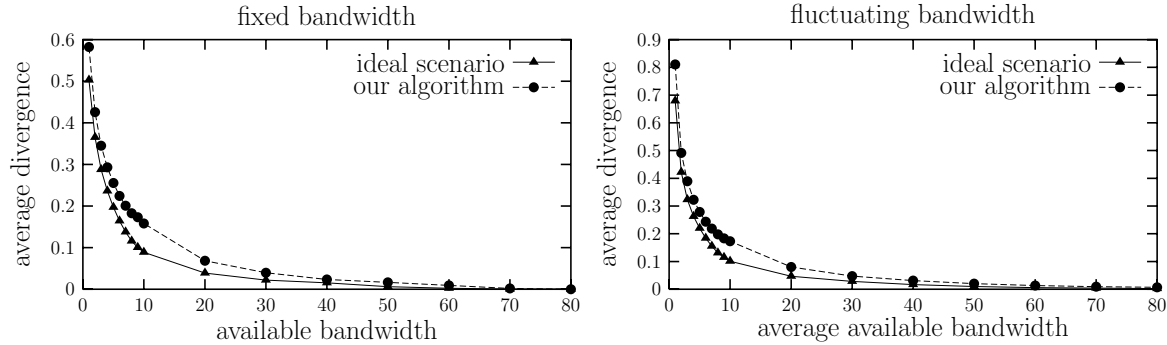 fixed bandwidth
0.6
0.5
0.4
0.3
0.2
0.1
0
average divergence
ideal scenario
our algorithm
0 10 20 30 40 50 60 70 80
available bandwidth
fluctuating bandwidth
0.9
0.8
0.7
0.6
0.5
0.4
0.3
0.2
0.1
0
average divergence
ideal scenario
our algorithm
0 10 20 30 40 50 60 70 80
average available bandwidth